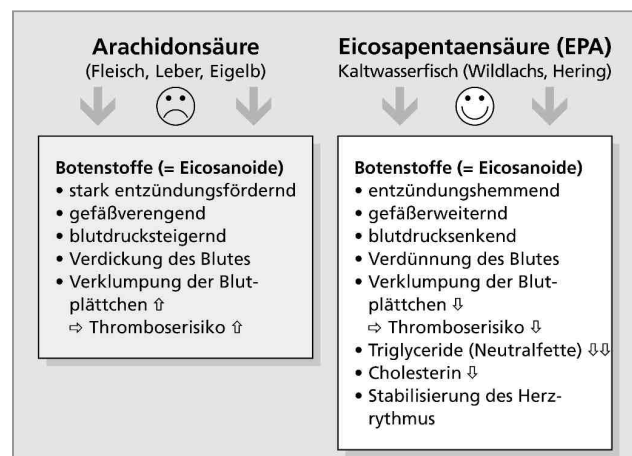 Arachidonsäure
(Fleisch, Leber, Eigelb)
Botenstoffe (= Eicosanoide)
• stark entzündungsfördernd
• gefäßverengend
• blutdrucksteigernd
• Verdickung des Blutes
• Verklumpung der Blut-
plättchen ⇧
⇨ Thromboserisiko ⇧
Eicosapentaensäure (EPA)
Kaltwasserfisch (Wildlachs, Hering)
Botenstoffe (= Eicosanoide)
• entzündungshemmend
• gefäßerweiternd
• blutdrucksenkend
• Verdünnung des Blutes
• Verklumpung der Blut-
plättchen ⇩
⇨ Thromboserisiko ⇩
• Triglyceride (Neutralfette) ⇩⇩
• Cholesterin ⇩
• Stabilisierung des Herz-
rythmus